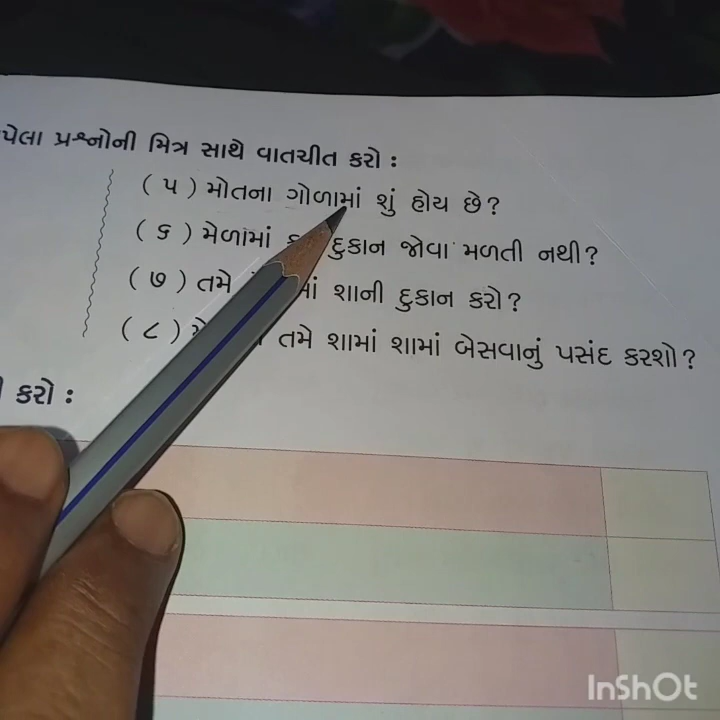 પેલા પ્રશ્નોની મિત્ર સાથે વાતચીત કરો :
( ૫ ) મોતના ગોળામાં શું હોય છે?
( ૬ ) મેળામાં દુકાન જોવા મળતી નથી?
( ૭ ) તમે શાની દુકાન કરો?
( ૮ ) તમે શામાં શામાં બેસવાનું પસંદ કરશો?
કરો :
InShOt